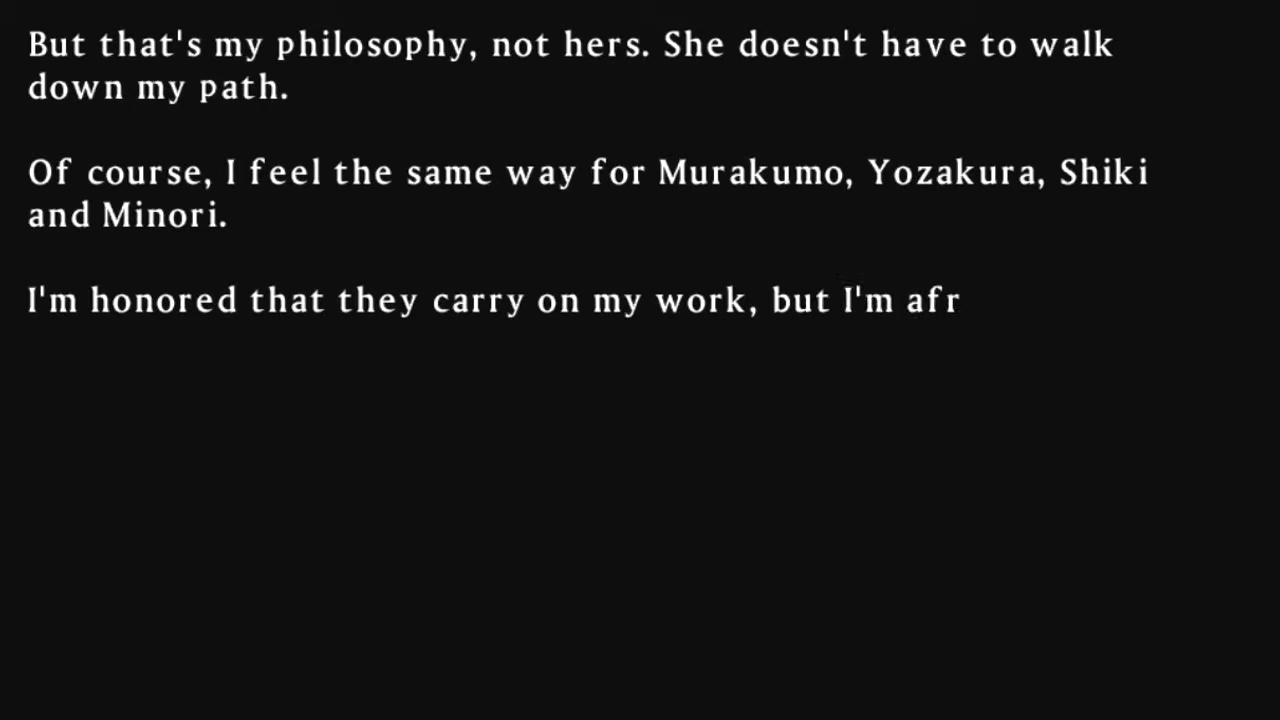 But that's my philosophy, not hers. She doesn't have to walk
down my path.
Of course, I feel the same way for Murakumo, Yozakura, Shiki
and Minori.
I'm honored that they carry on my work, but I'm afr